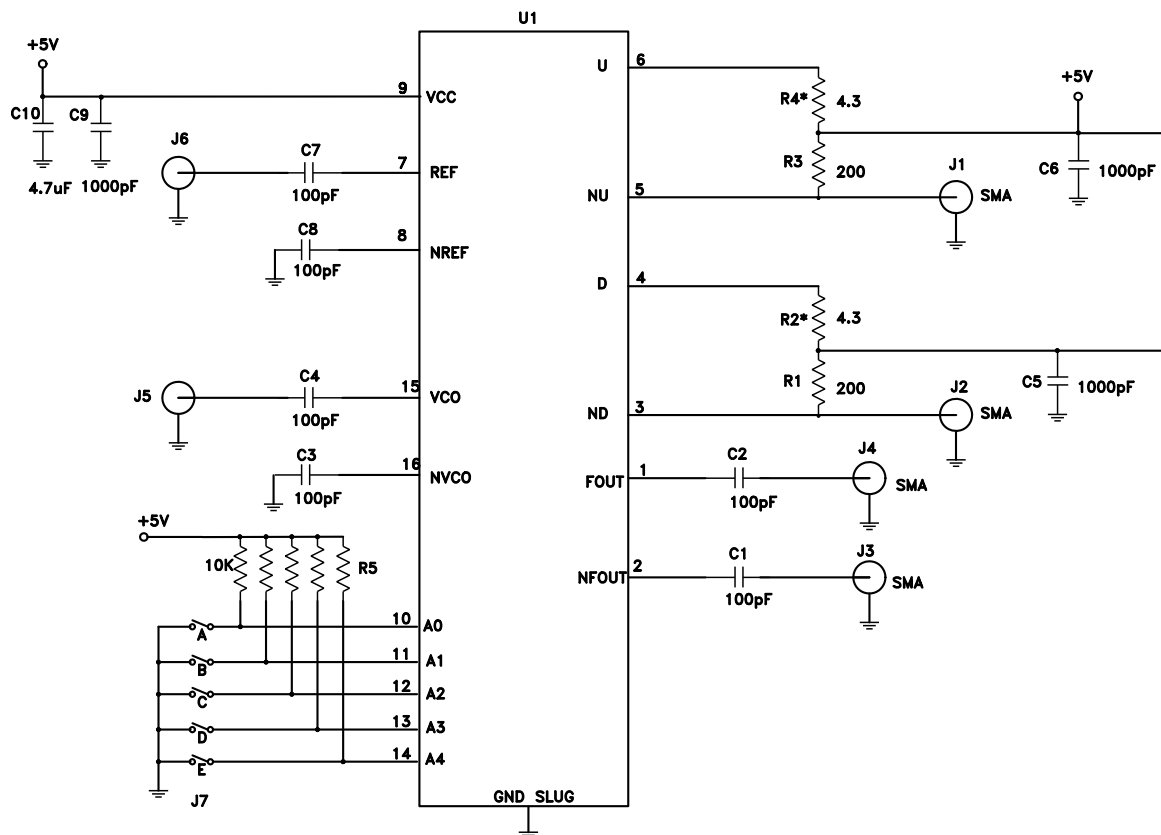 U1
+5V
C10
C9
4.7uF
1000pF
9
VCC
J6
C7
100pF
7
REF
C8
100pF
8
NREF
J5
C4
100pF
15
VCO
C3
100pF
16
NVCO
+5V
10K
R5
A
10
A0
B
11
A1
C
12
A2
D
13
A3
E
14
A4
J7
GND SLUG
U
6
R4*
4.3
+5V
R3
200
C6
1000pF
NU
5
J1
SMA
D
4
R2*
4.3
R1
200
C5
1000pF
ND
3
J2
SMA
FOUT
1
C2
100pF
J4
SMA
NFOUT
2
C1
100pF
J3
SMA